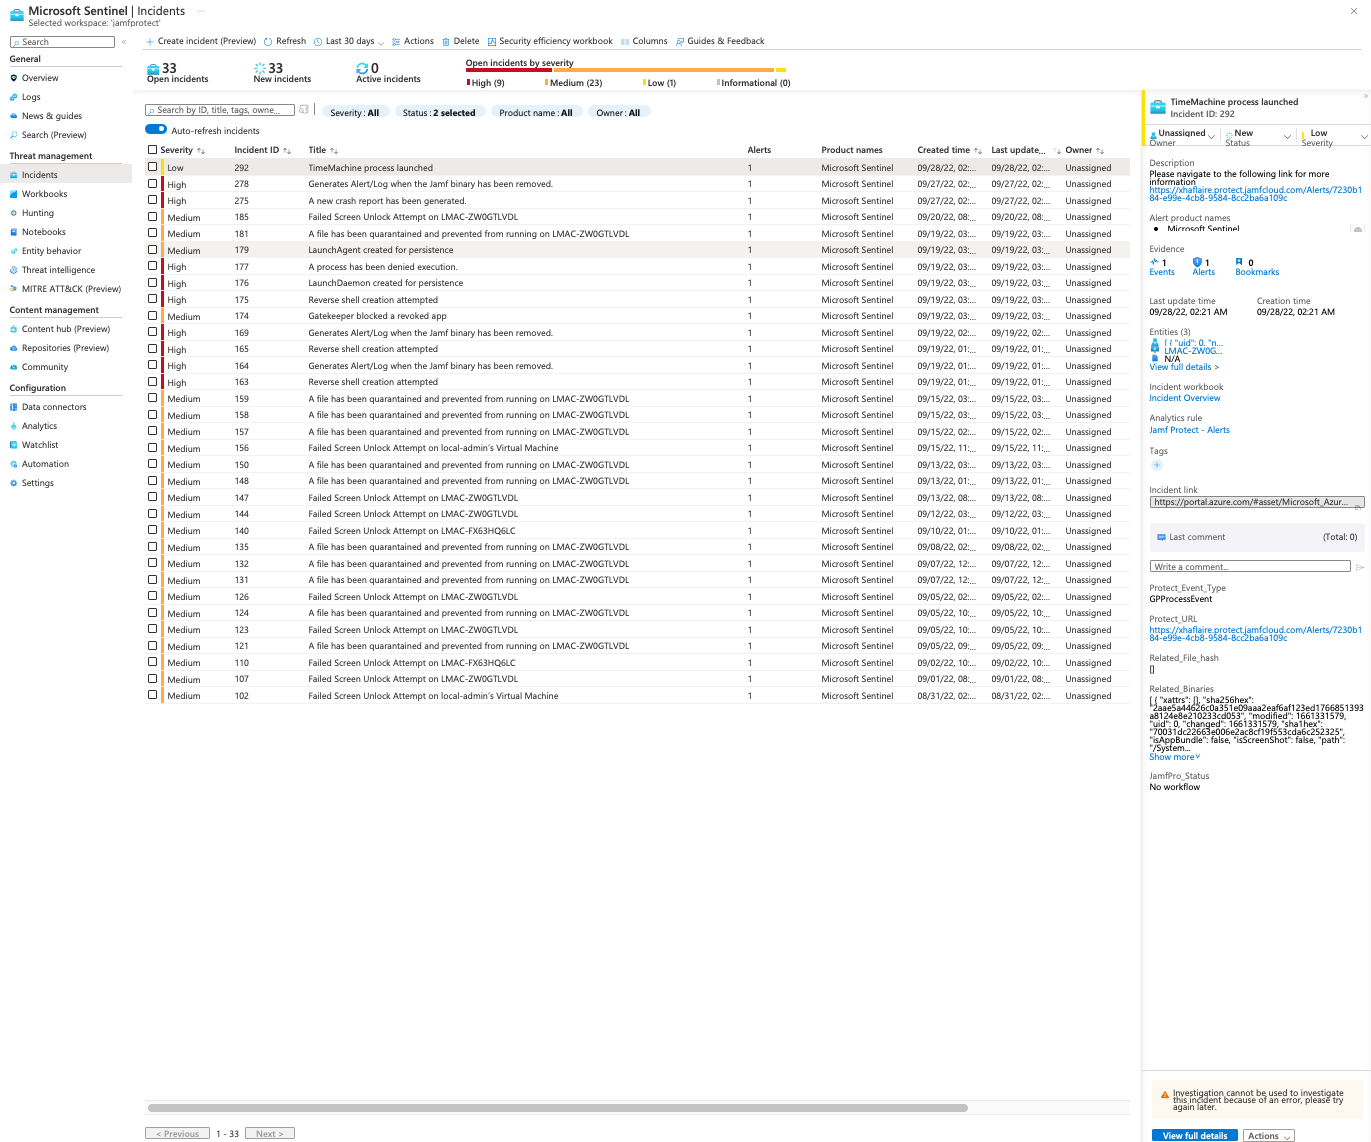 Microsoft Sentinel | Incidents ...
Selected workspace: 'jamfprotect'
Search
General
Overview
Logs
News & guides
Search (Preview)
Threat management
Incidents
Workbooks
Hunting
Notebooks
Entity behavior
Threat intelligence
MITRE ATT&CK (Preview)
Content management
Content hub (Preview)
Repositories (Preview)
Community
Configuration
Data connectors
Analytics
Watchlist
Automation
Settings
Create incident (Preview) Refresh Last 30 days Actions Delete Security efficiency workbook Columns Guides & Feedback
33 Open incidents
33 New incidents
0 Active incidents
Open incidents by severity
High (9) Medium (23) Low (1) Informational (0)
Search by ID, title, tags, owne... Severity : All Status : 2 selected Product name : All Owner : All
Auto-refresh incidents
Severity Incident ID Title Alerts Product names Created time Last update... Owner
Low 292 TimeMachine process launched 1 Microsoft Sentinel 09/28/22, 02:... 09/28/22, 02:... Unassigned
High 278 Generates Alert/Log when the Jamf binary has been removed. 1 Microsoft Sentinel 09/27/22, 02:... 09/27/22, 02:... Unassigned
High 275 A new crash report has been generated. 1 Microsoft Sentinel 09/27/22, 02:... 09/27/22, 02:... Unassigned
Medium 185 Failed Screen Unlock Attempt on LMAC-ZW0GTLVDL 1 Microsoft Sentinel 09/20/22, 08:... 09/20/22, 08:... Unassigned
Medium 181 A file has been quarantained and prevented from running on LMAC-ZW0GTLVDL 1 Microsoft Sentinel 09/19/22, 03:... 09/19/22, 03:... Unassigned
Medium 179 LaunchAgent created for persistence 1 Microsoft Sentinel 09/19/22, 03:... 09/19/22, 03:... Unassigned
High 177 A process has been denied execution. 1 Microsoft Sentinel 09/19/22, 03:... 09/19/22, 03:... Unassigned
High 176 LaunchDaemon created for persistence 1 Microsoft Sentinel 09/19/22, 03:... 09/19/22, 03:... Unassigned
High 175 Reverse shell creation attempted 1 Microsoft Sentinel 09/19/22, 03:... 09/19/22, 03:... Unassigned
Medium 174 Gatekeeper blocked a revoked app 1 Microsoft Sentinel 09/19/22, 03:... 09/19/22, 03:... Unassigned
High 169 Generates Alert/Log when the Jamf binary has been removed. 1 Microsoft Sentinel 09/19/22, 02:... 09/19/22, 02:... Unassigned
High 165 Reverse shell creation attempted 1 Microsoft Sentinel 09/19/22, 01:... 09/19/22, 01:... Unassigned
High 164 Generates Alert/Log when the Jamf binary has been removed. 1 Microsoft Sentinel 09/19/22, 01:... 09/19/22, 01:... Unassigned
High 163 Reverse shell creation attempted 1 Microsoft Sentinel 09/19/22, 01:... 09/19/22, 01:... Unassigned
Medium 159 A file has been quarantained and prevented from running on LMAC-ZW0GTLVDL 1 Microsoft Sentinel 09/15/22, 03:... 09/15/22, 03:... Unassigned
Medium 158 A file has been quarantained and prevented from running on LMAC-ZW0GTLVDL 1 Microsoft Sentinel 09/15/22, 03:... 09/15/22, 03:... Unassigned
Medium 157 A file has been quarantained and prevented from running on LMAC-ZW0GTLVDL 1 Microsoft Sentinel 09/15/22, 02:... 09/15/22, 02:... Unassigned
Medium 156 Failed Screen Unlock Attempt on local-admin's Virtual Machine 1 Microsoft Sentinel 09/15/22, 11:... 09/15/22, 11:... Unassigned
Medium 150 A file has been quarantained and prevented from running on LMAC-ZW0GTLVDL 1 Microsoft Sentinel 09/13/22, 03:... 09/13/22, 03:... Unassigned
Medium 148 A file has been quarantained and prevented from running on LMAC-ZW0GTLVDL 1 Microsoft Sentinel 09/13/22, 01:... 09/13/22, 01:... Unassigned
Medium 147 Failed Screen Unlock Attempt on LMAC-ZW0GTLVDL 1 Microsoft Sentinel 09/13/22, 08:... 09/13/22, 08:... Unassigned
Medium 144 Failed Screen Unlock Attempt on LMAC-ZW0GTLVDL 1 Microsoft Sentinel 09/12/22, 03:... 09/12/22, 03:... Unassigned
Medium 140 Failed Screen Unlock Attempt on LMAC-FX63HQ6LC 1 Microsoft Sentinel 09/10/22, 01:... 09/10/22, 01:... Unassigned
Medium 135 A file has been quarantained and prevented from running on LMAC-ZW0GTLVDL 1 Microsoft Sentinel 09/08/22, 02:... 09/08/22, 02:... Unassigned
Medium 132 A file has been quarantained and prevented from running on LMAC-ZW0GTLVDL 1 Microsoft Sentinel 09/07/22, 12:... 09/07/22, 12:... Unassigned
Medium 131 A file has been quarantained and prevented from running on LMAC-ZW0GTLVDL 1 Microsoft Sentinel 09/07/22, 12:... 09/07/22, 12:... Unassigned
Medium 126 Failed Screen Unlock Attempt on LMAC-ZW0GTLVDL 1 Microsoft Sentinel 09/05/22, 02:... 09/05/22, 02:... Unassigned
Medium 124 A file has been quarantained and prevented from running on LMAC-ZW0GTLVDL 1 Microsoft Sentinel 09/05/22, 10:... 09/05/22, 10:... Unassigned
Medium 123 Failed Screen Unlock Attempt on LMAC-ZW0GTLVDL 1 Microsoft Sentinel 09/05/22, 10:... 09/05/22, 10:... Unassigned
Medium 121 A file has been quarantained and prevented from running on LMAC-ZW0GTLVDL 1 Microsoft Sentinel 09/05/22, 09:... 09/05/22, 09:... Unassigned
Medium 110 Failed Screen Unlock Attempt on LMAC-FX63HQ6LC 1 Microsoft Sentinel 09/02/22, 10:... 09/02/22, 10:... Unassigned
Medium 107 Failed Screen Unlock Attempt on LMAC-ZW0GTLVDL 1 Microsoft Sentinel 09/01/22, 08:... 09/01/22, 08:... Unassigned
Medium 102 Failed Screen Unlock Attempt on local-admin's Virtual Machine 1 Microsoft Sentinel 08/31/22, 02:... 08/31/22, 02:... Unassigned
< Previous 1 - 33 Next >
TimeMachine process launched
Incident ID: 292
Unassigned New Low
Owner Status Severity
Description
Please navigate to the following link for more
information
https://xhaflaire.protect.jamfcloud.com/Alerts/7230b1
84-e99e-4cb8-9584-8cc2ba6a109c
Alert product names
• Microsoft Sentinel
Evidence
1 1 0
Events Alerts Bookmarks
Last update time Creation time
09/28/22, 02:21 AM 09/28/22, 02:21 AM
Entities (3)
[ { "uid": 0, "n...
LMAC-ZW0G...
N/A
View full details >
Incident workbook
Incident Overview
Analytics rule
Jamf Protect - Alerts
Tags
Incident link
https://portal.azure.com/#asset/Microsoft_Azur...
Last comment (Total: 0)
Write a comment...
Protect_Event_Type
GPProcessEvent
Protect_URL
https://xhaflaire.protect.jamfcloud.com/Alerts/7230b1
84-e99e-4cb8-9584-8cc2ba6a109c
Related_File_hash
[]
Related_Binaries
[ { "xattrs": [], "sha256hex":
"2aae5a44626c0a351e09aaa2eaf6af123ed1766851393
a8124e8e210233cd053", "modified": 1661331579,
"uid": 0, "changed": 1661331579, "sha1hex":
"70031dc22663e006e2ac8cf19f553cda6c252325",
"isAppBundle": false, "isScreenShot": false, "path":
"/System...
Show more
JamfPro_Status
No workflow
Investigation cannot be used to investigate
this incident because of an error, please try
again later.
View full details Actions